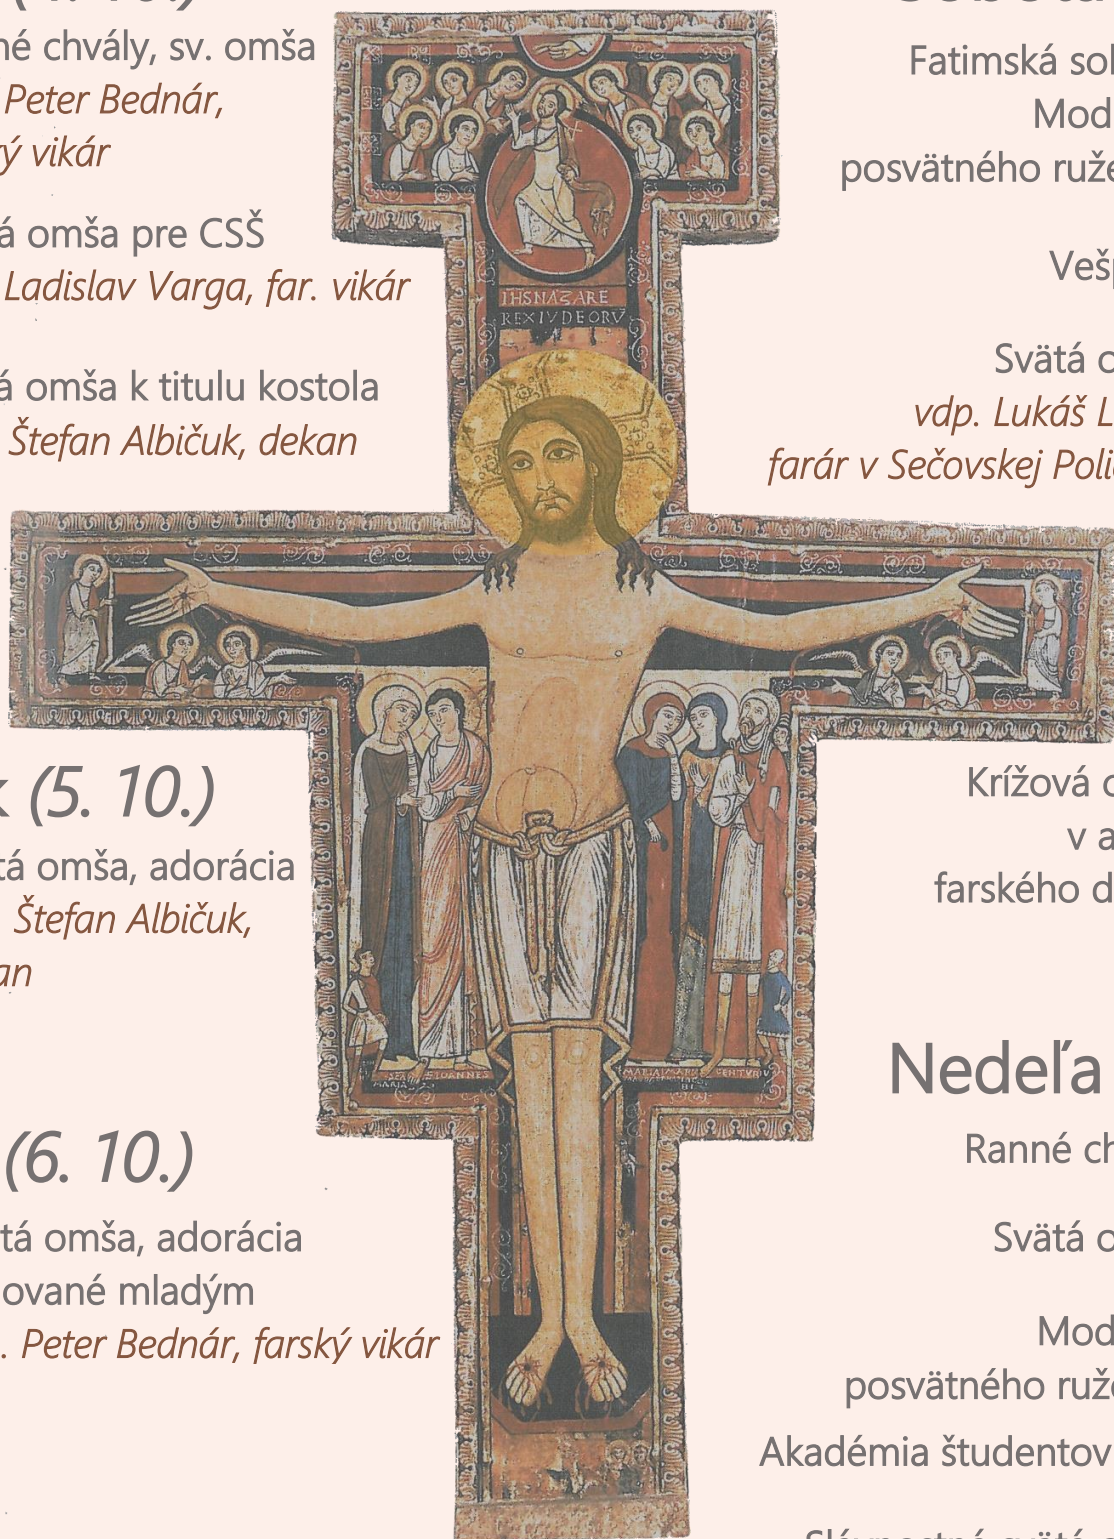 né chvály, sv. omša
Peter Bednár,
ý vikár
á omša pre CSŠ
Ladislav Varga, far. vikár
á omša k titulu kostola
Štefan Albičuk, dekan
k (5. 10.)
tá omša, adorácia
Štefan Albičuk,
an
(6. 10.)
tá omša, adorácia
ované mladým
. Peter Bednár, farský vikár
IHS NAZARE
REX IVDEORV
Fatimská sob
Mod
posvätného ruže
Vešp
Svätá o
vdp. Lukáš L
farár v Sečovskej Polia
Krížová c
v a
farského d
Nedeľa
Ranné ch
Svätá o
Mod
posvätného ruže
Akadémia študentov